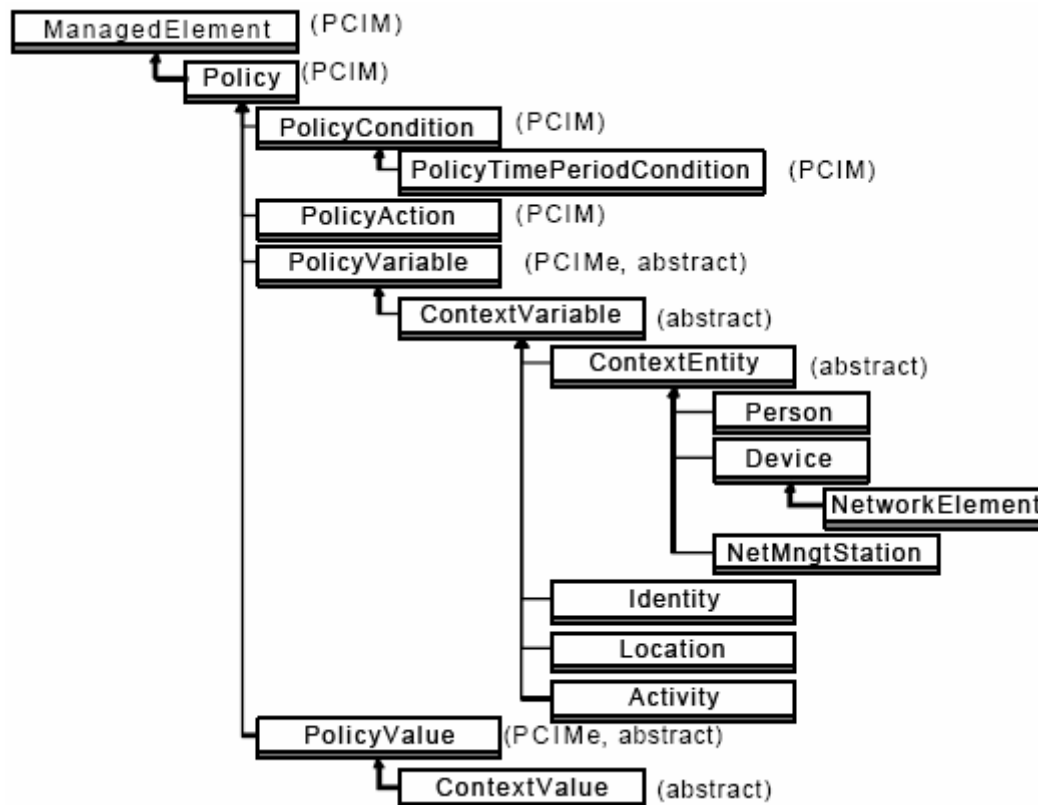 ManagedElement (PCIM)
Policy (PCIM)
PolicyCondition (PCIM)
PolicyTimePeriodCondition (PCIM)
PolicyAction (PCIM)
PolicyVariable (PCIMe, abstract)
ContextVariable (abstract)
ContextEntity (abstract)
Person
Device
NetworkElement
NetMngtStation
Identity
Location
Activity
PolicyValue (PCIMe, abstract)
ContextValue (abstract)